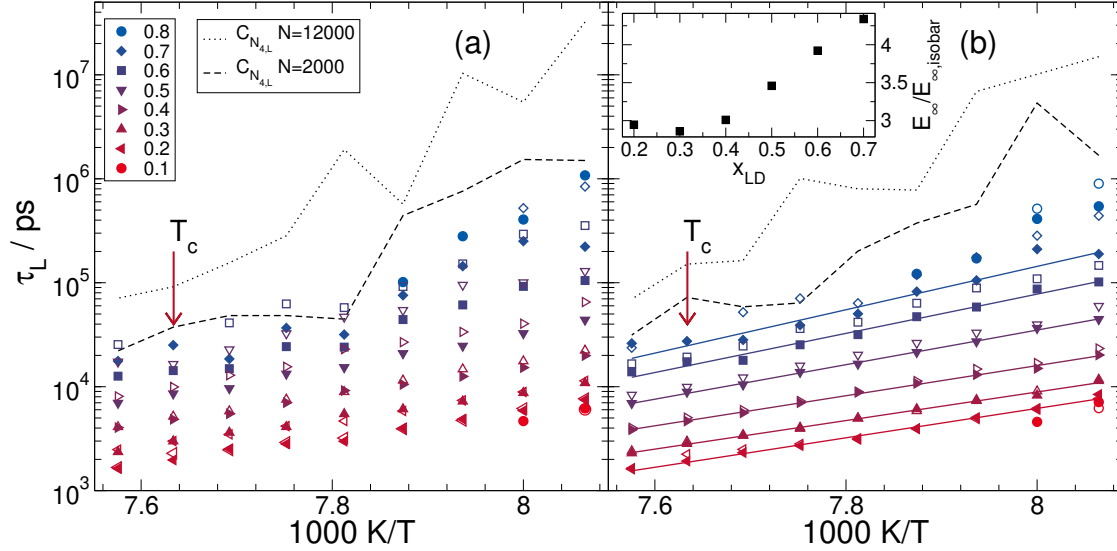 τ_L / ps
10^7
10^6
10^5
10^4
10^3
0.8
0.7
0.6
0.5
0.4
0.3
0.2
0.1
C_{N_{4,L}} N=12000
C_{N_{4,L}} N=2000
(a)
T_c
7.6 7.8 8
1000 K/T
(b)
T_c
7.6 7.8 8
1000 K/T
4
3.5
3
E_∞/E_{∞,isobar}
0.2 0.3 0.4 0.5 0.6 0.7
x_LD